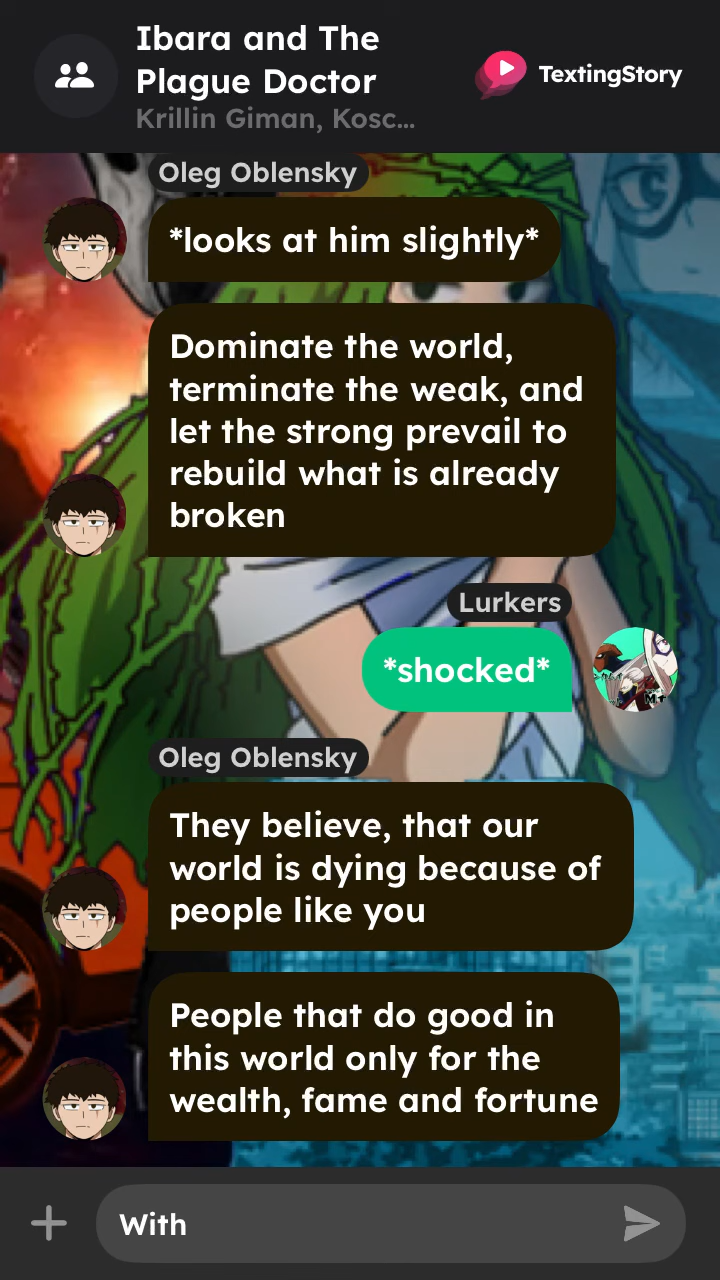 Ibara and The
Plague Doctor
Krillin Giman, Kosc...
TextingStory
Oleg Oblensky
*looks at him slightly*
Dominate the world,
terminate the weak, and
let the strong prevail to
rebuild what is already
broken
Lurkers
*shocked*
Oleg Oblensky
They believe, that our
world is dying because of
people like you
People that do good in
this world only for the
wealth, fame and fortune
With